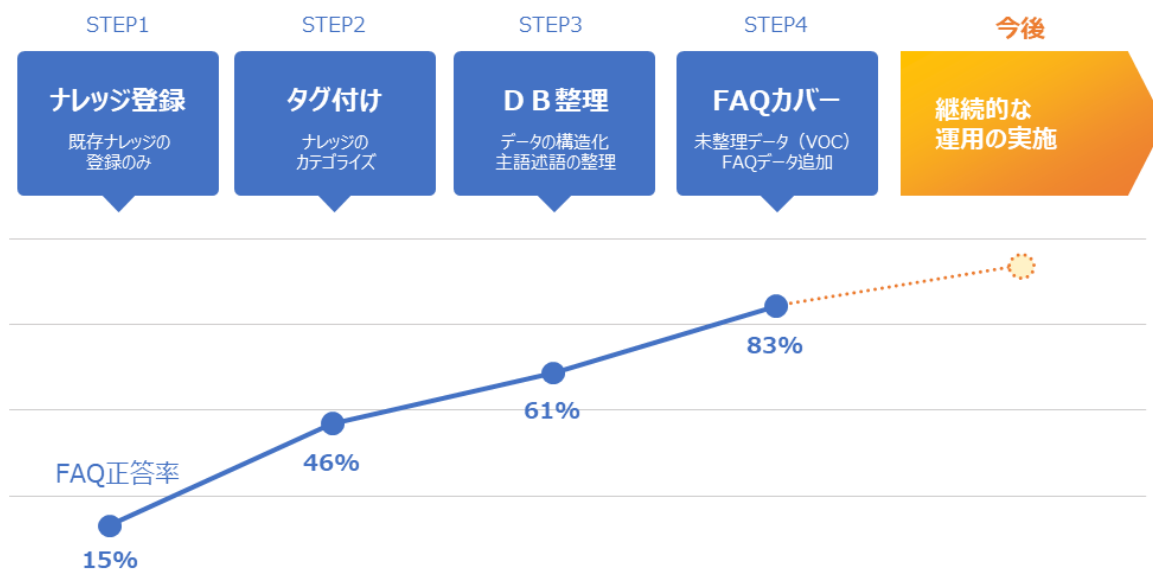 STEP1
STEP2
STEP3
STEP4
今後
ナレッジ登録
既存ナレッジの
登録のみ
タグ付け
ナレッジの
カテゴライズ
ＤＢ整理
データの構造化
主語述語の整理
FAQカバー
未整理データ（VOC）
FAQデータ追加
継続的な
運用の実施
FAQ正答率
15%
46%
61%
83%